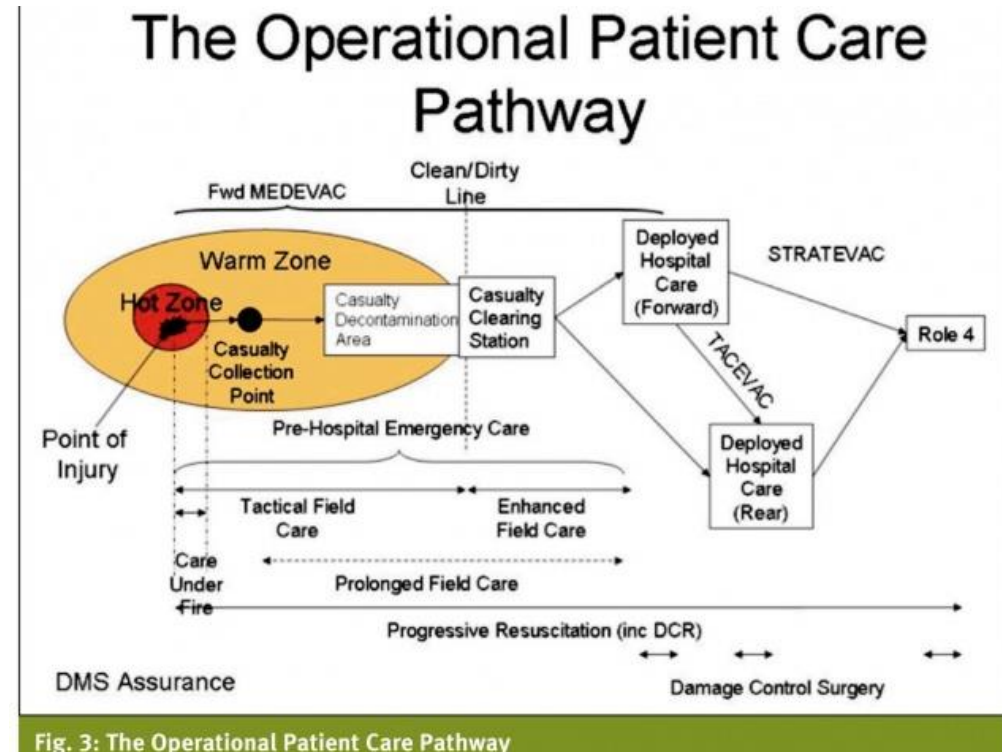 The Operational Patient Care
Pathway
Clean/Dirty
Line
Fwd MEDEVAC
Warm Zone
Hot Zone
Casualty
Collection
Point
Casualty
Decontamination
Area
Casualty
Clearing
Station
Deployed
Hospital
Care
(Forward)
STRATEVAC
TACEVAC
Role 4
Deployed
Hospital
Care
(Rear)
Point of
Injury
Pre-Hospital Emergency Care
Tactical Field
Care
Enhanced
Field Care
Care
Under
Fire
Prolonged Field Care
Progressive Resuscitation (inc DCR)
Damage Control Surgery
DMS Assurance
Fig. 3: The Operational Patient Care Pathway